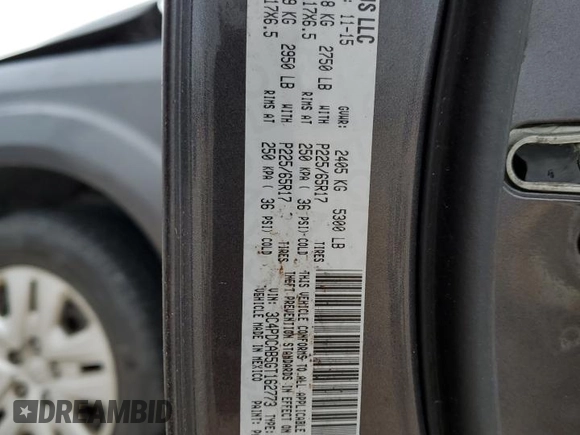 US LLC
11-15 GVWR: 2405 KG 5300 LB
8 KG 2750 LB WITH P225/65R17 TIRES
17X6.5 RIMS AT 250 KPA ( 36 PSI) COLD
9 KG 2950 LB WITH P225/65R17 TIRES
17X6.5 RIMS AT 250 KPA ( 36 PSI) COLD
THIS VEHICLE CONFORMS TO ALL APPLICABLE
THEFT PREVENTION STANDARDS IN EFFECT ON
VIN: 3C4PDCAB5GT162773 TYPE:
VEHICLE MADE IN MEXICO PAINT:
DREAMBID